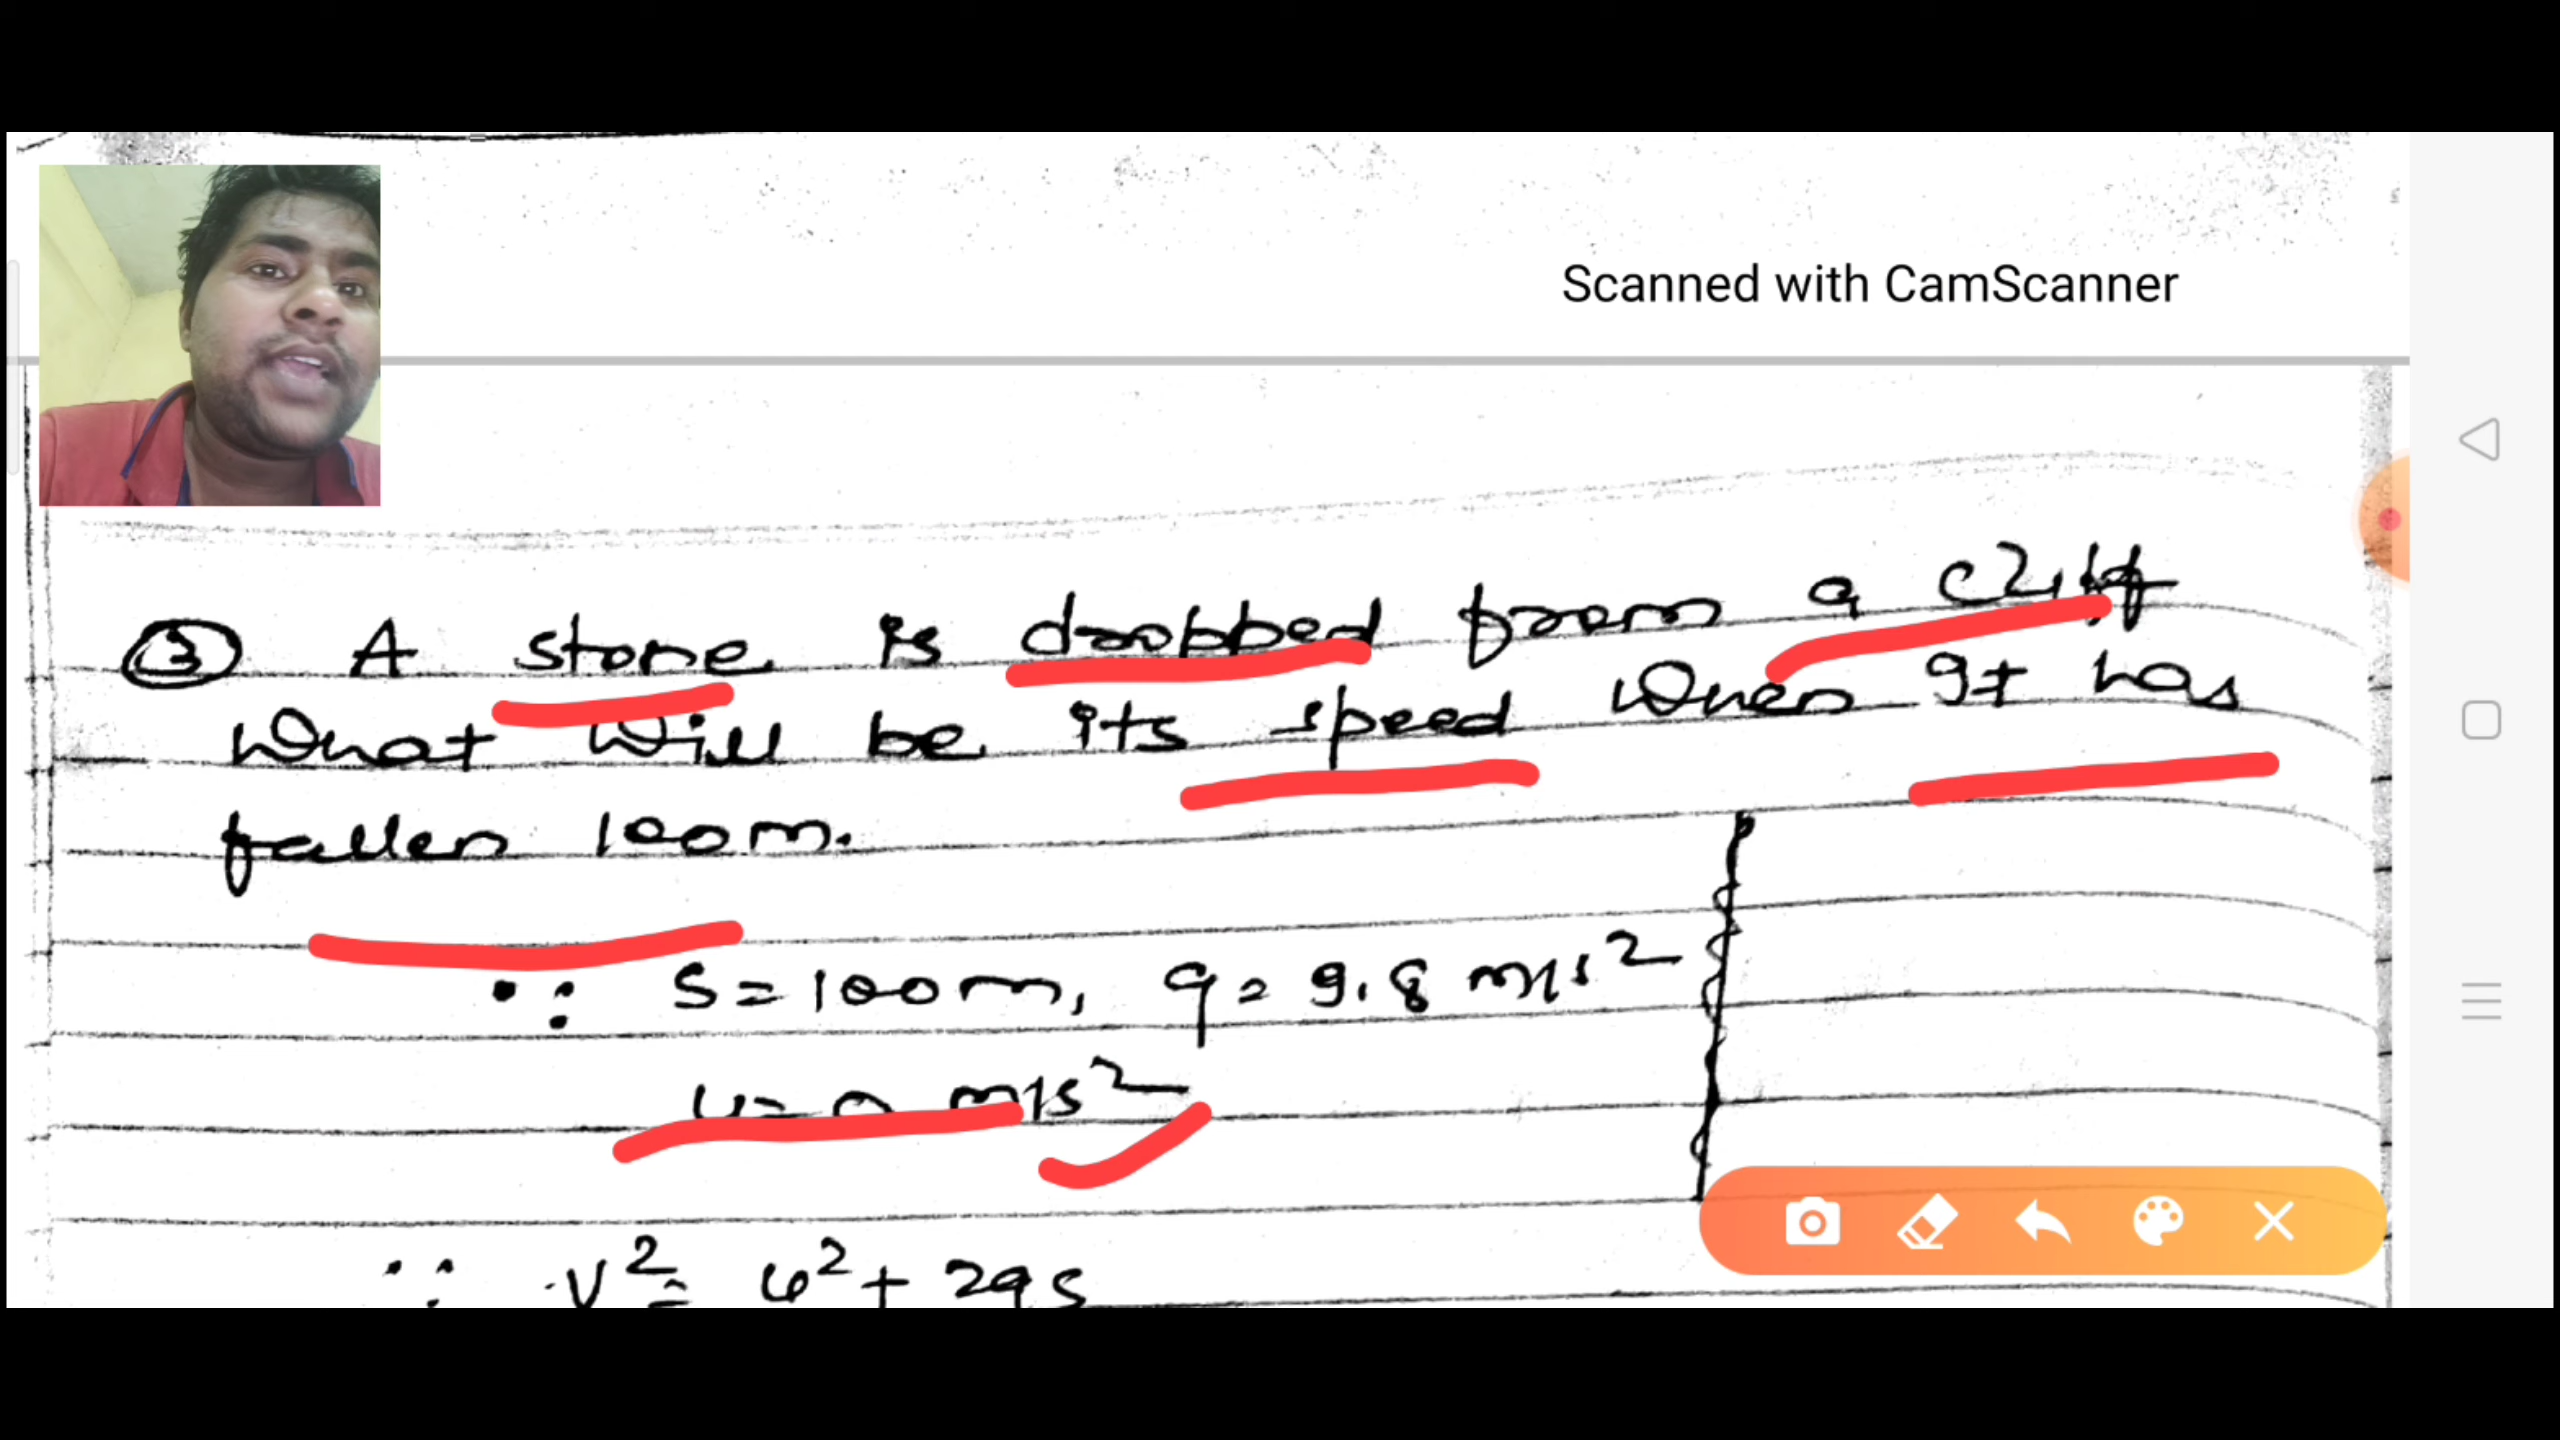 Scanned with CamScanner
③ A stone is dropped from a cliff
What will be its speed when It has
fallen 100m.
∵ S = 100m, g = 9.8 m/s²
u = 0 m/s²
∵ v² = u² + 2gs